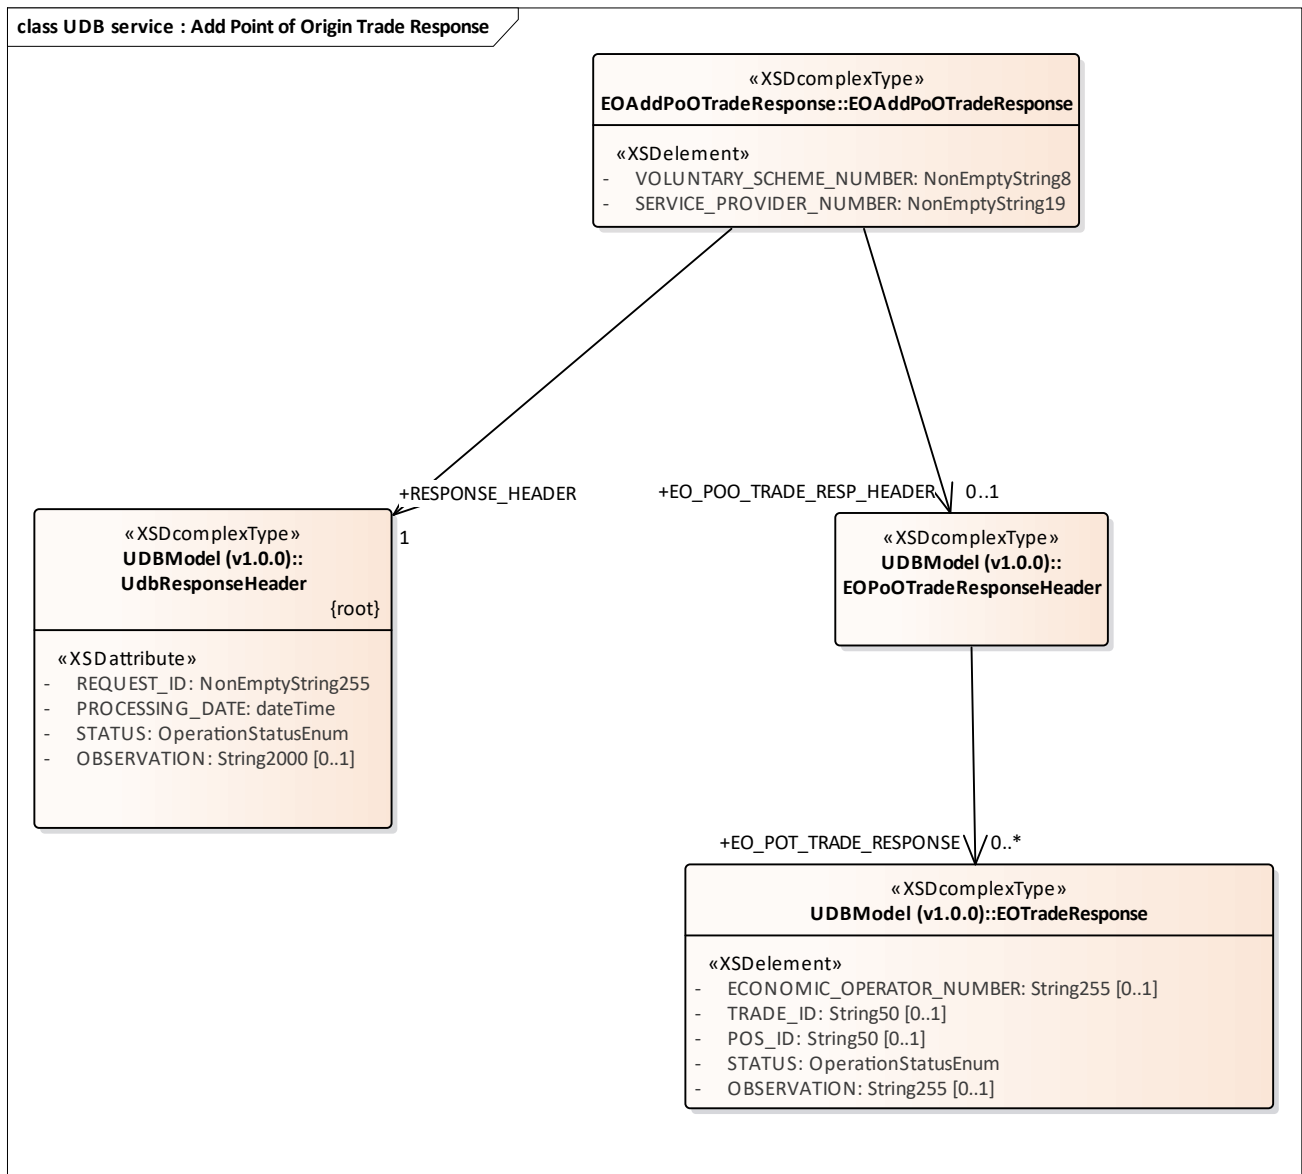 class UDB service : Add Point of Origin Trade Response
«XSDcomplexType»
EOAddPoOTradeResponse::EOAddPoOTradeResponse
«XSDelement»
- VOLUNTARY_SCHEME_NUMBER: NonEmptyString8
- SERVICE_PROVIDER_NUMBER: NonEmptyString19
+RESPONSE_HEADER
1
+EO_POO_TRADE_RESP_HEADER 0..1
«XSDcomplexType»
UDBModel (v1.0.0)::
UdbResponseHeader
{root}
«XSDattribute»
- REQUEST_ID: NonEmptyString255
- PROCESSING_DATE: dateTime
- STATUS: OperationStatusEnum
- OBSERVATION: String2000 [0..1]
«XSDcomplexType»
UDBModel (v1.0.0)::
EOPoOTradeResponseHeader
+EO_POT_TRADE_RESPONSE 0..*
«XSDcomplexType»
UDBModel (v1.0.0)::EOTradeResponse
«XSDelement»
- ECONOMIC_OPERATOR_NUMBER: String255 [0..1]
- TRADE_ID: String50 [0..1]
- POS_ID: String50 [0..1]
- STATUS: OperationStatusEnum
- OBSERVATION: String255 [0..1]